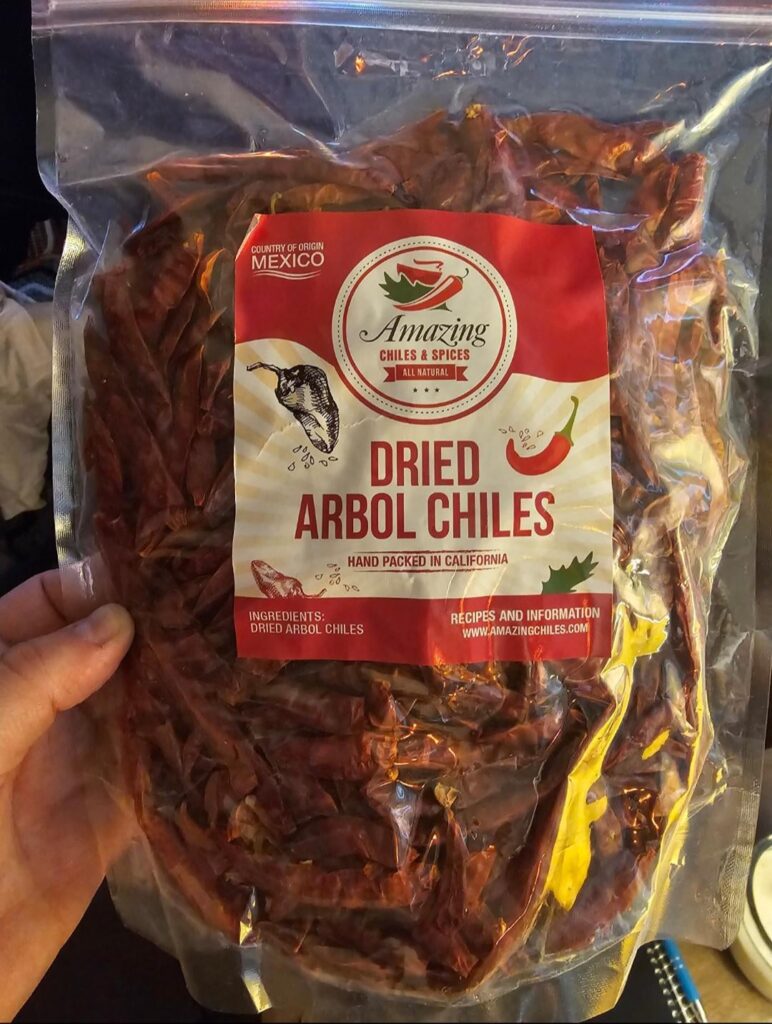 COUNTRY OF ORIGIN
MEXICO
Amazing
CHILES & SPICES
ALL NATURAL
DRIED
ARBOL CHILES
HAND PACKED IN CALIFORNIA
INGREDIENTS:
DRIED ARBOL CHILES
RECIPES AND INFORMATION
WWW.AMAZINGCHILES.COM